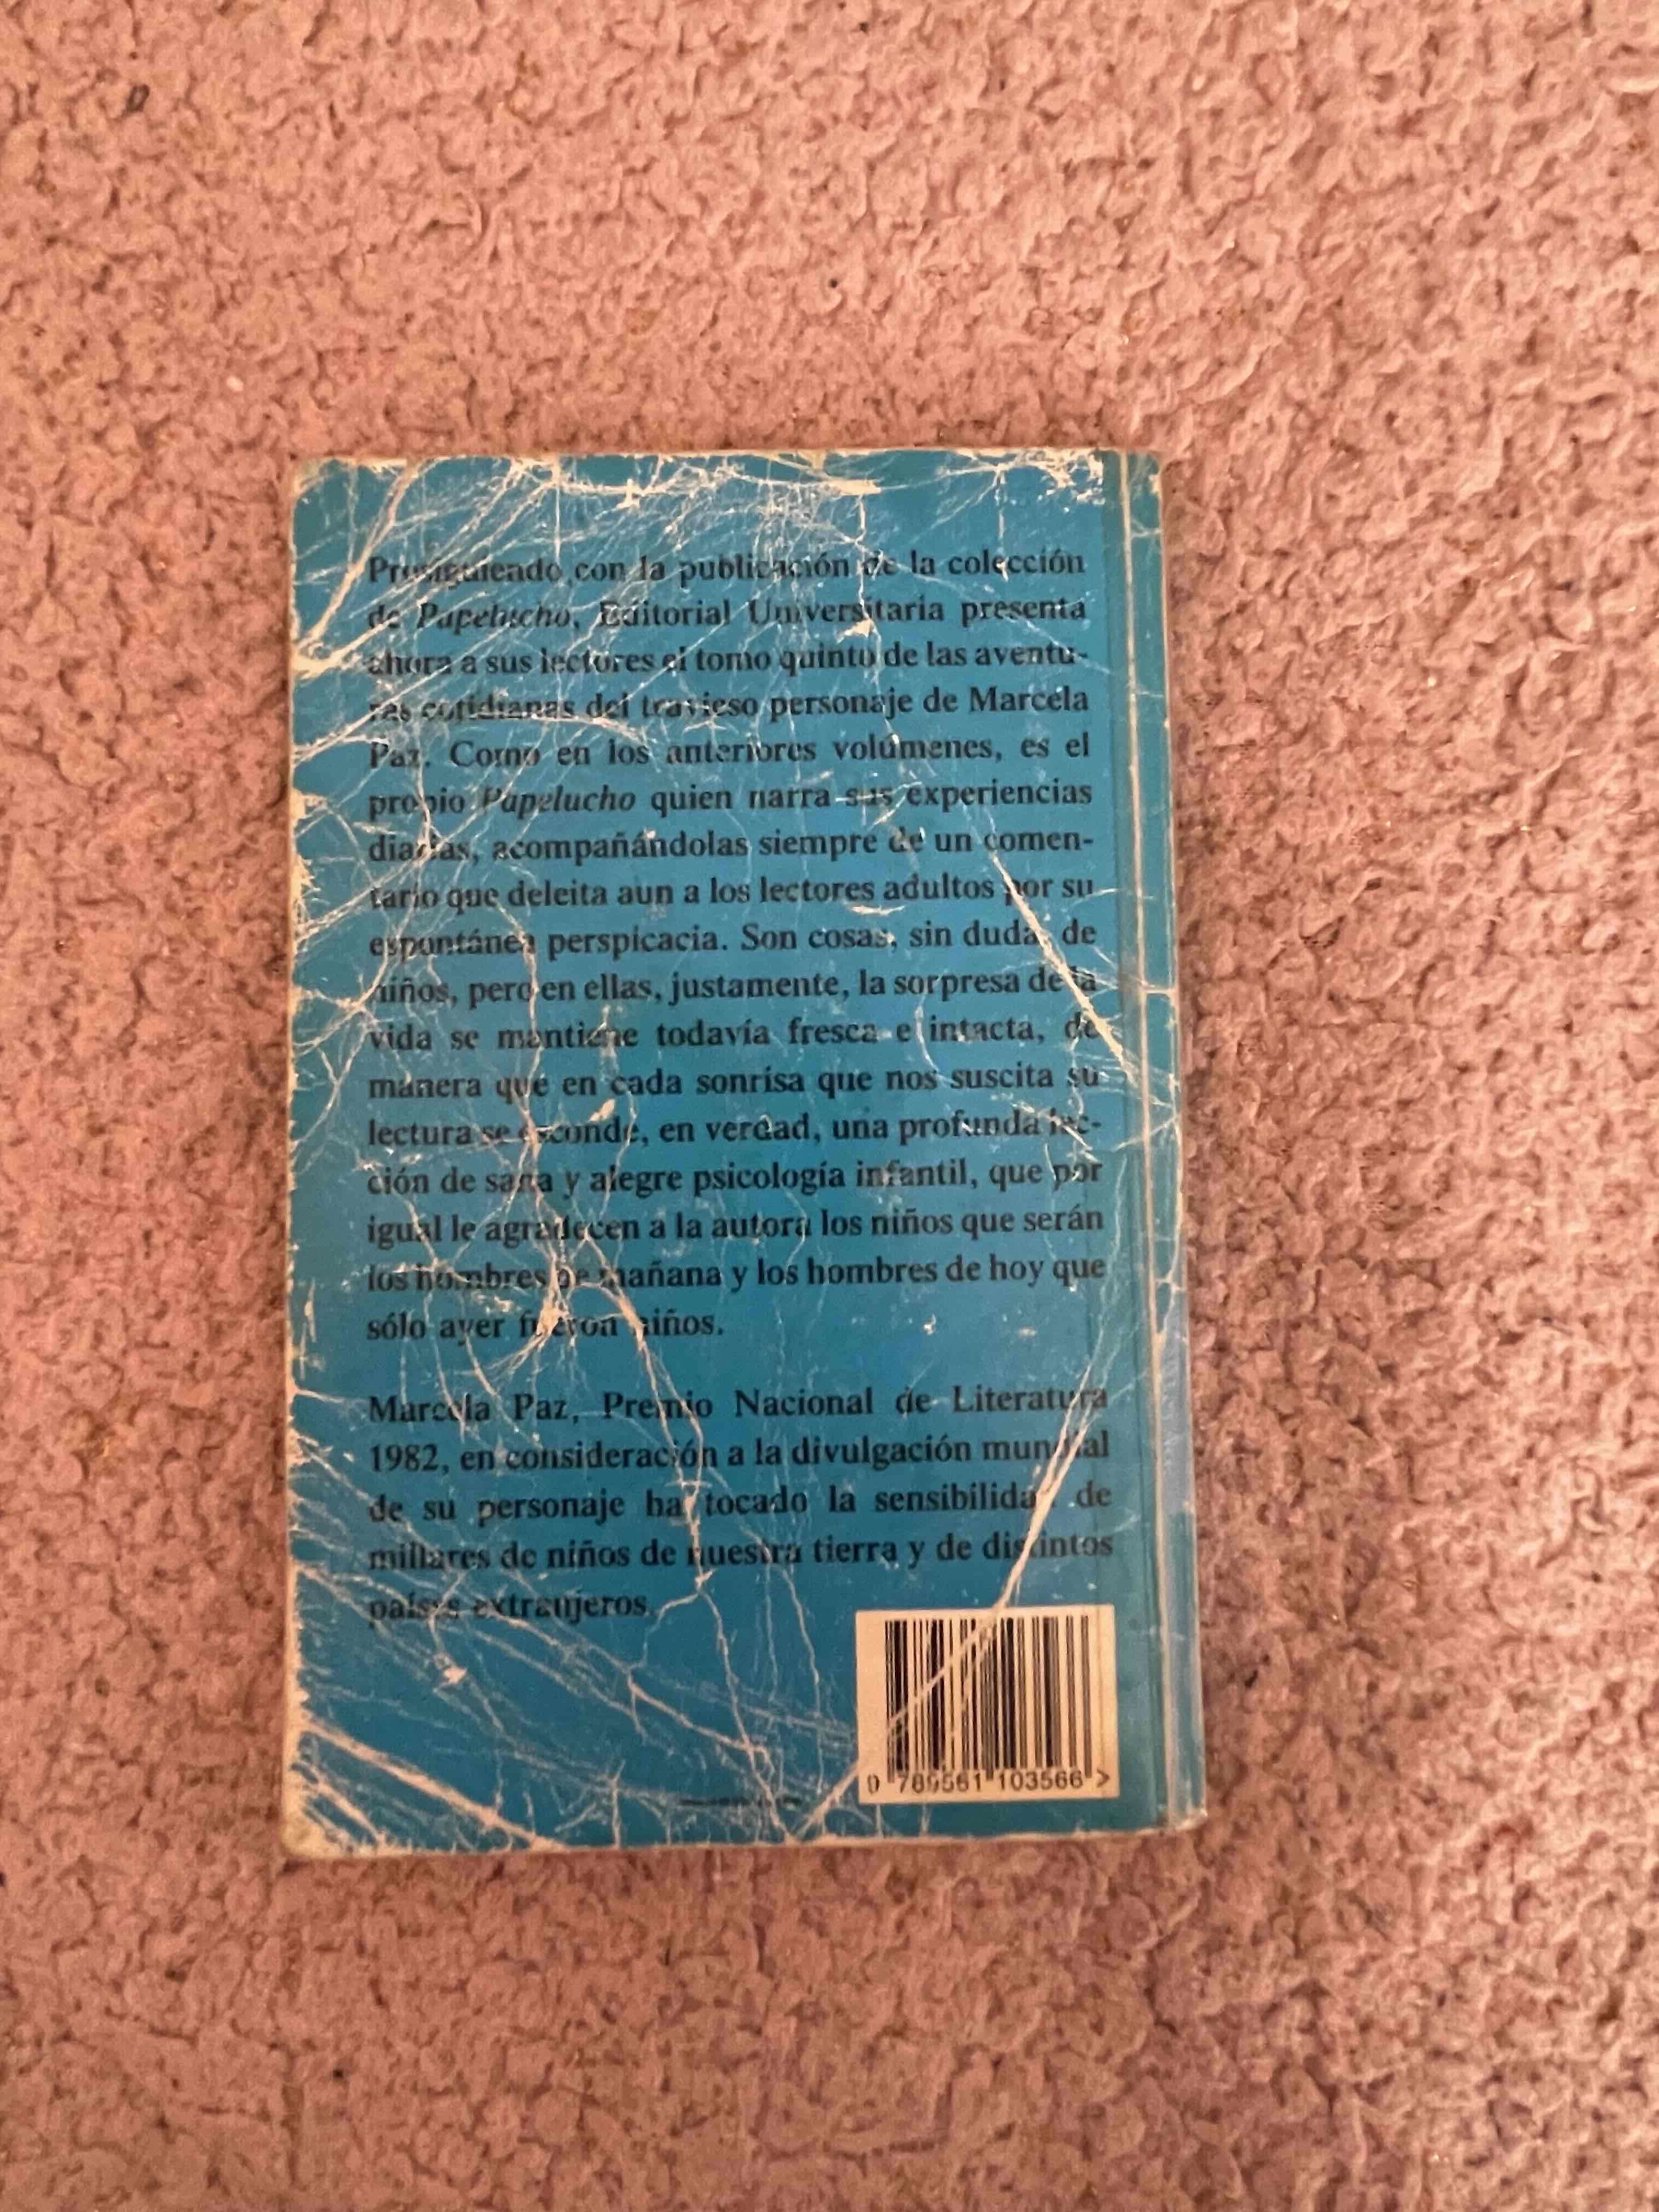 Prosiguiendo con la publicación de la colección
de Papelucho, Editorial Universitaria presenta
ahora a sus lectores el tomo quinto de las aventu-
ras cotidianas del travieso personaje de Marcela
Paz. Como en los anteriores volúmenes, es el
propio Papelucho quien narra sus experiencias
diarias, acompañándolas siempre de un comen-
tario que deleita aun a los lectores adultos por su
espontánea perspicacia. Son cosas, sin duda, de
niños, pero en ellas, justamente, la sorpresa de la
vida se mantiene todavía fresca e intacta, de
manera que en cada sonrisa que nos suscita su
lectura se esconde, en verdad, una profunda lec-
ción de sana y alegre psicología infantil, que por
igual le agradecen a la autora los niños que serán
los hombres de mañana y los hombres de hoy que
sólo ayer fueron niños.
Marcela Paz, Premio Nacional de Literatura
1982, en consideración a la divulgación mundial
de su personaje ha tocado la sensibilidad de
millares de niños de nuestra tierra y de distintos
países extranjeros.
0 789561 103566 >